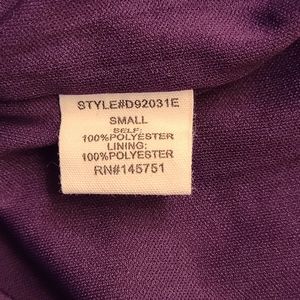 STYLE#D92031E
SMALL
SELF:
100%POLYESTER
LINING:
100%POLYESTER
RN#145751